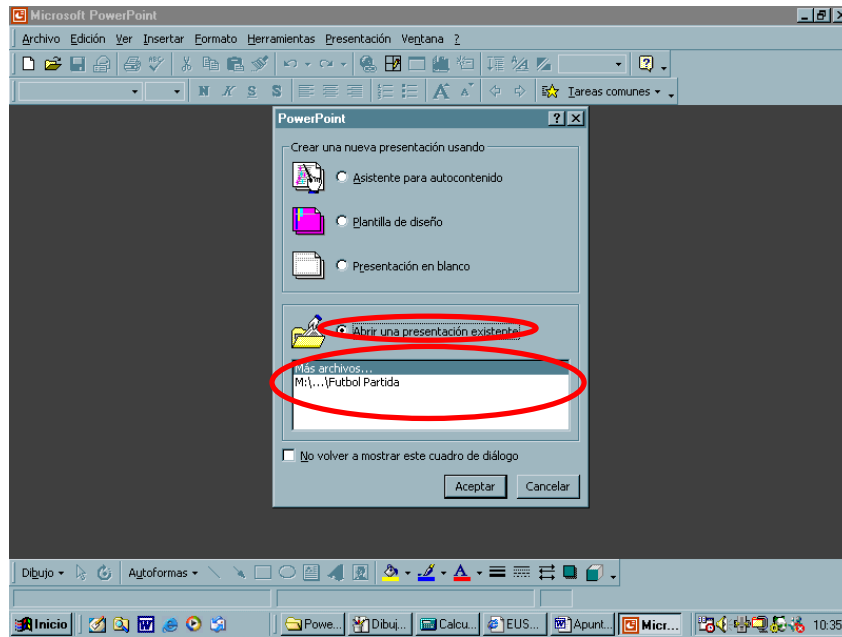 Microsoft PowerPoint
Archivo Edición Ver Insertar Formato Herramientas Presentación Ventana ?
N K S S Tareas comunes
PowerPoint
Crear una nueva presentación usando
Asistente para autocontenido
Plantilla de diseño
Presentación en blanco
Abrir una presentación existente
Más archivos...
M:\...\Futbol Partida
No volver a mostrar este cuadro de diálogo
Aceptar Cancelar
Dibujo Autoformas
Inicio Powe... Dibuj... Calcu... EUS... Apunt... Micr... 10:35